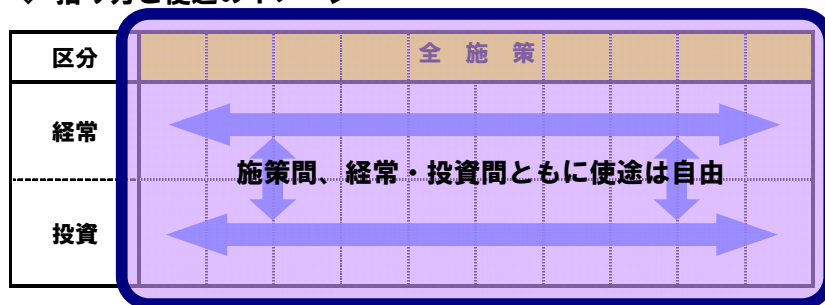 区分
全 施 策
経常
施策間、経常・投資間ともに使途は自由
投資